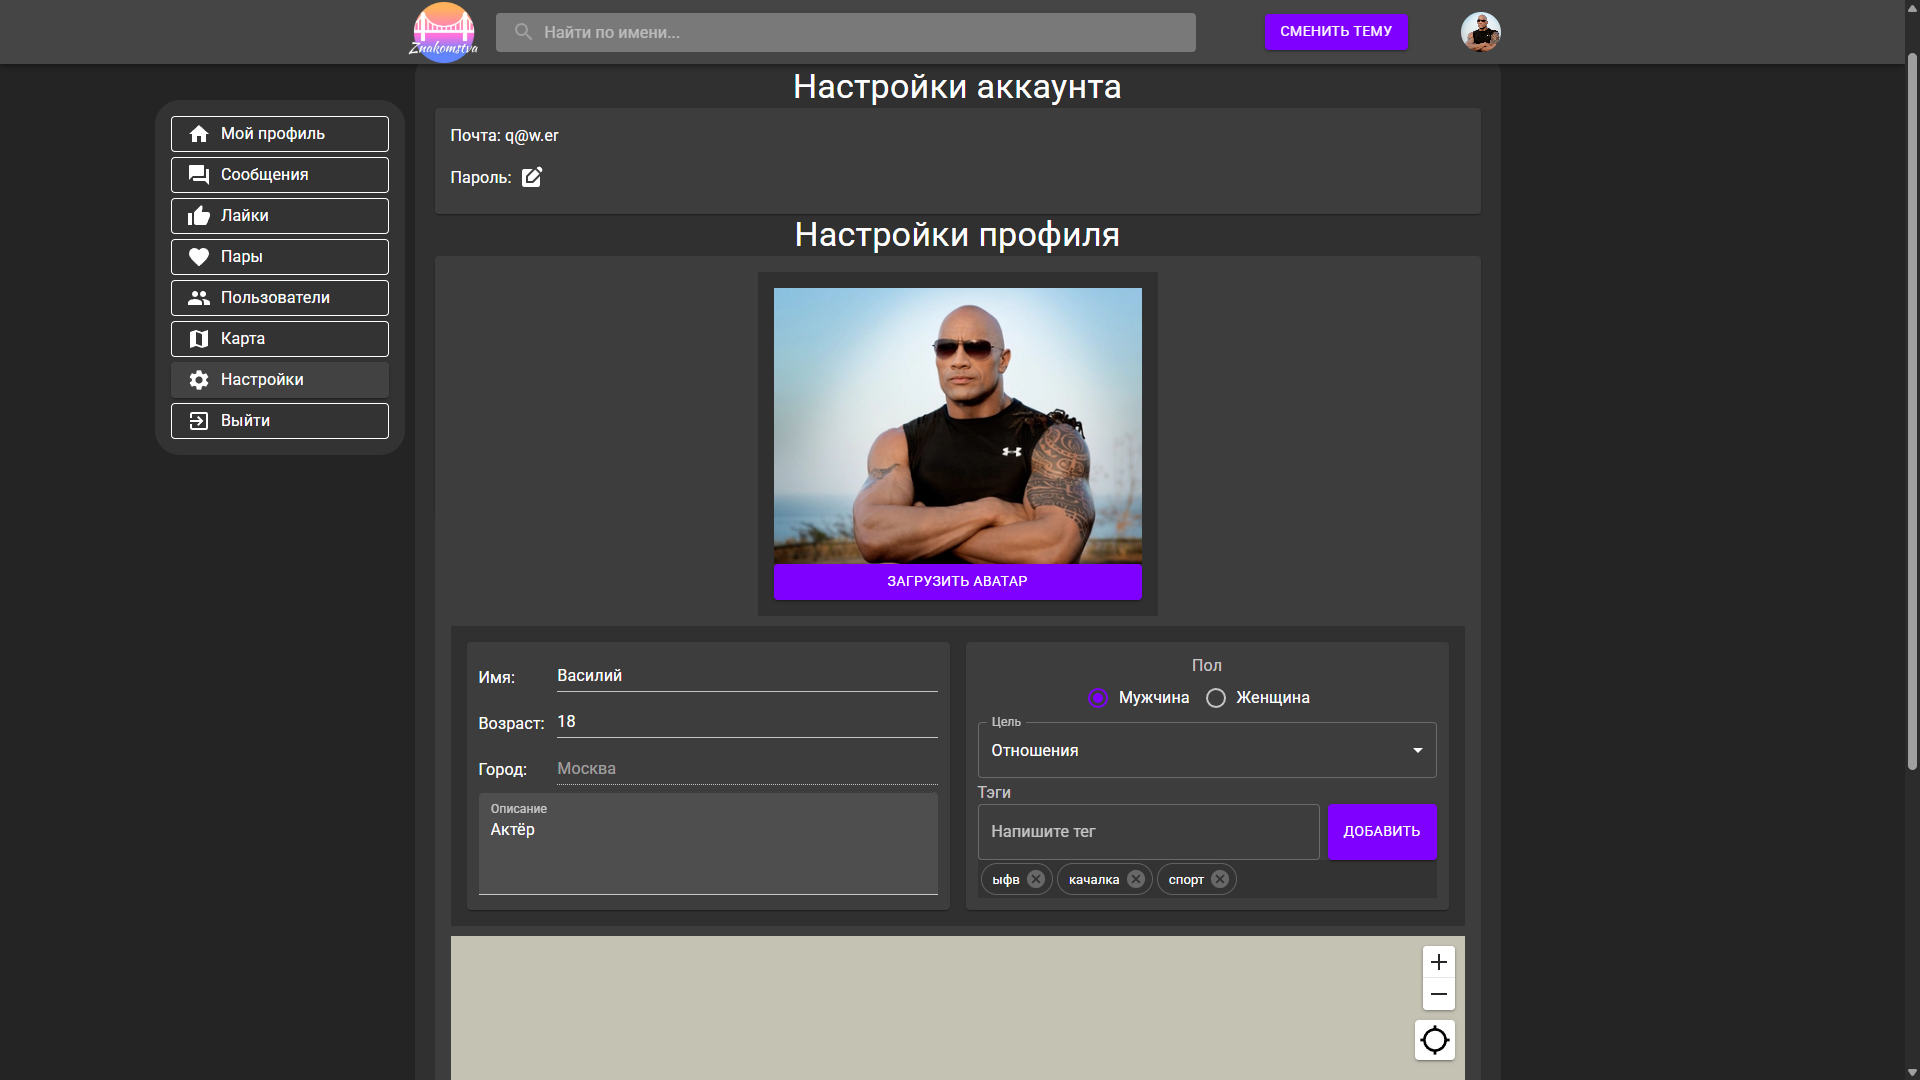 Znakomstva
Найти по имени...
СМЕНИТЬ ТЕМУ
Мой профиль
Сообщения
Лайки
Пары
Пользователи
Карта
Настройки
Выйти
Настройки аккаунта
Почта: q@w.er
Пароль:
Настройки профиля
ЗАГРУЗИТЬ АВАТАР
Имя: Василий
Возраст: 18
Город: Москва
Описание
Актёр
Пол
Мужчина Женщина
Цель
Отношения
Тэги
Напишите тег ДОБАВИТЬ
ыфв качалка спорт